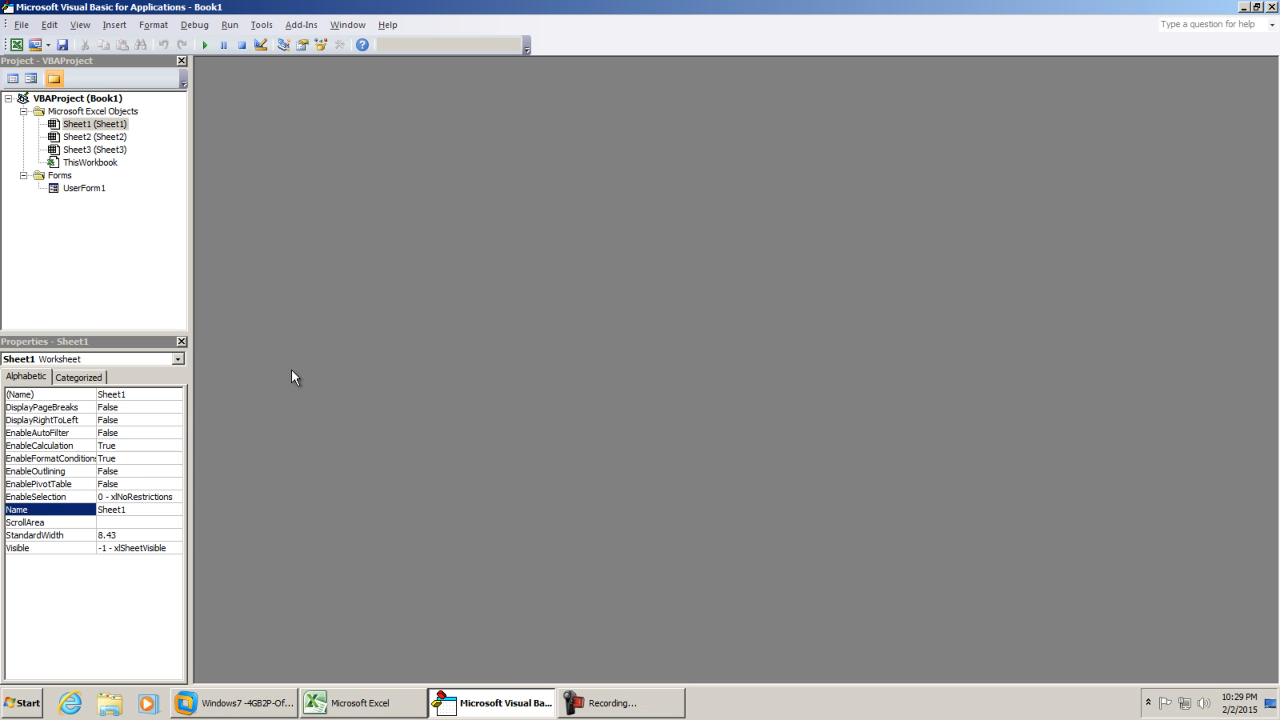 Microsoft Visual Basic for Applications - Book1
File Edit View Insert Format Debug Run Tools Add-Ins Window Help
Type a question for help
Project - VBAProject
VBAProject (Book1)
Microsoft Excel Objects
Sheet1 (Sheet1)
Sheet2 (Sheet2)
Sheet3 (Sheet3)
ThisWorkbook
Forms
UserForm1
Properties - Sheet1
Sheet1 Worksheet
Alphabetic Categorized
(Name) Sheet1
DisplayPageBreaks False
DisplayRightToLeft False
EnableAutoFilter False
EnableCalculation True
EnableFormatConditions True
EnableOutlining False
EnablePivotTable False
EnableSelection 0 - xlNoRestrictions
Name Sheet1
ScrollArea
StandardWidth 8.43
Visible -1 - xlSheetVisible
Start Windows7 -4GB2P-Of... Microsoft Excel Microsoft Visual Ba... Recording...
10:29 PM
2/2/2015